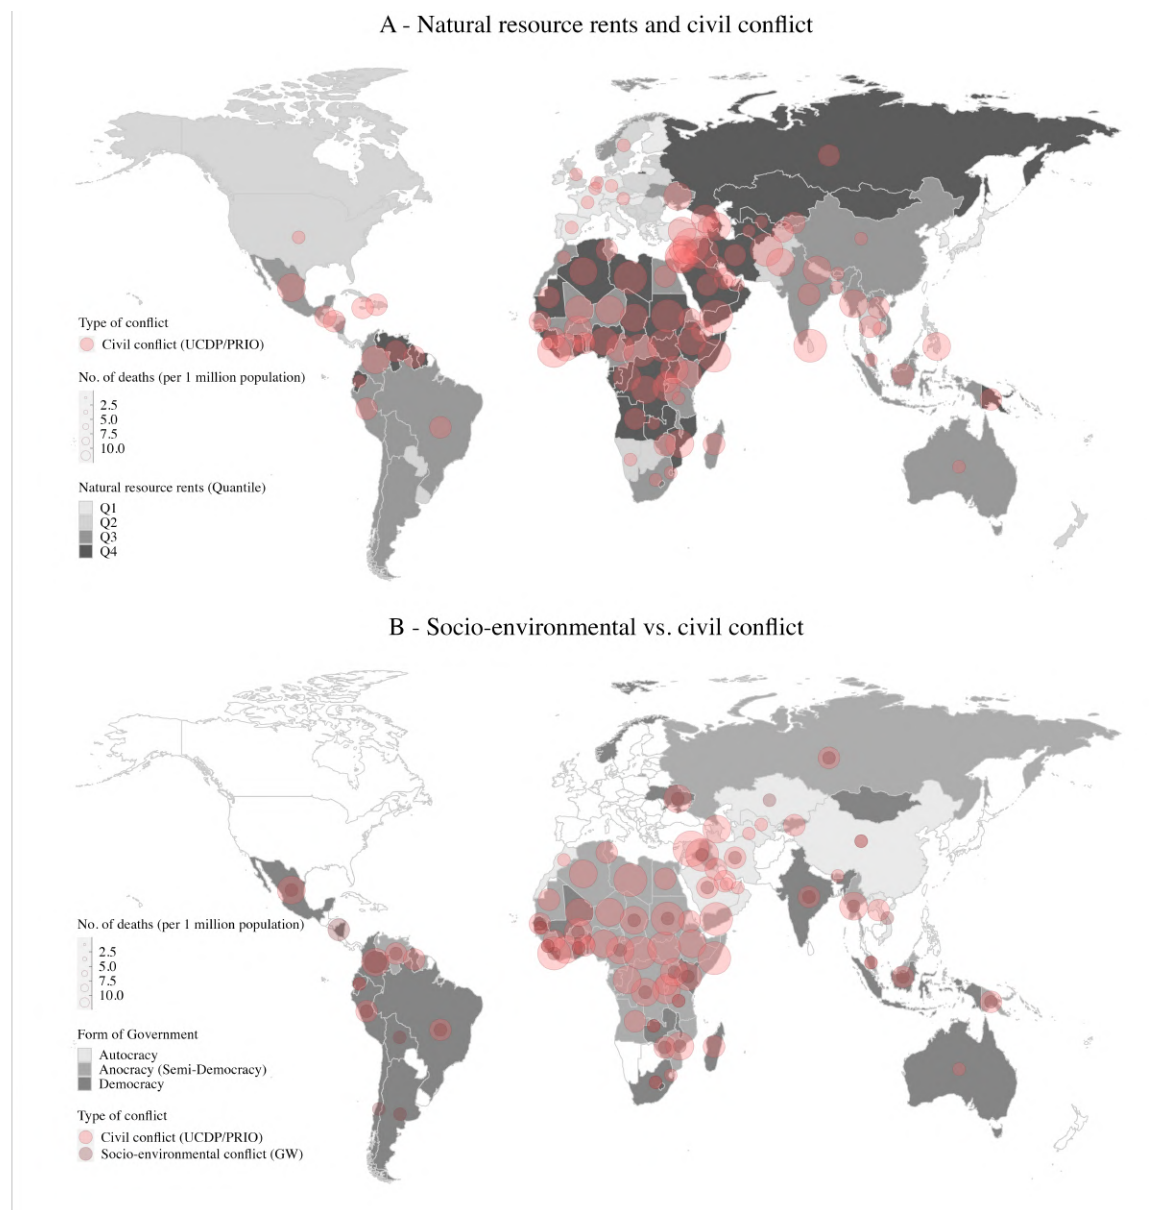 A - Natural resource rents and civil conflict
Type of conflict
Civil conflict (UCDP/PRIO)
No. of deaths (per 1 million population)
2.5
5.0
7.5
10.0
Natural resource rents (Quantile)
Q1
Q2
Q3
Q4
B - Socio-environmental vs. civil conflict
No. of deaths (per 1 million population)
2.5
5.0
7.5
10.0
Form of Government
Autocracy
Anocracy (Semi-Democracy)
Democracy
Type of conflict
Civil conflict (UCDP/PRIO)
Socio-environmental conflict (GW)